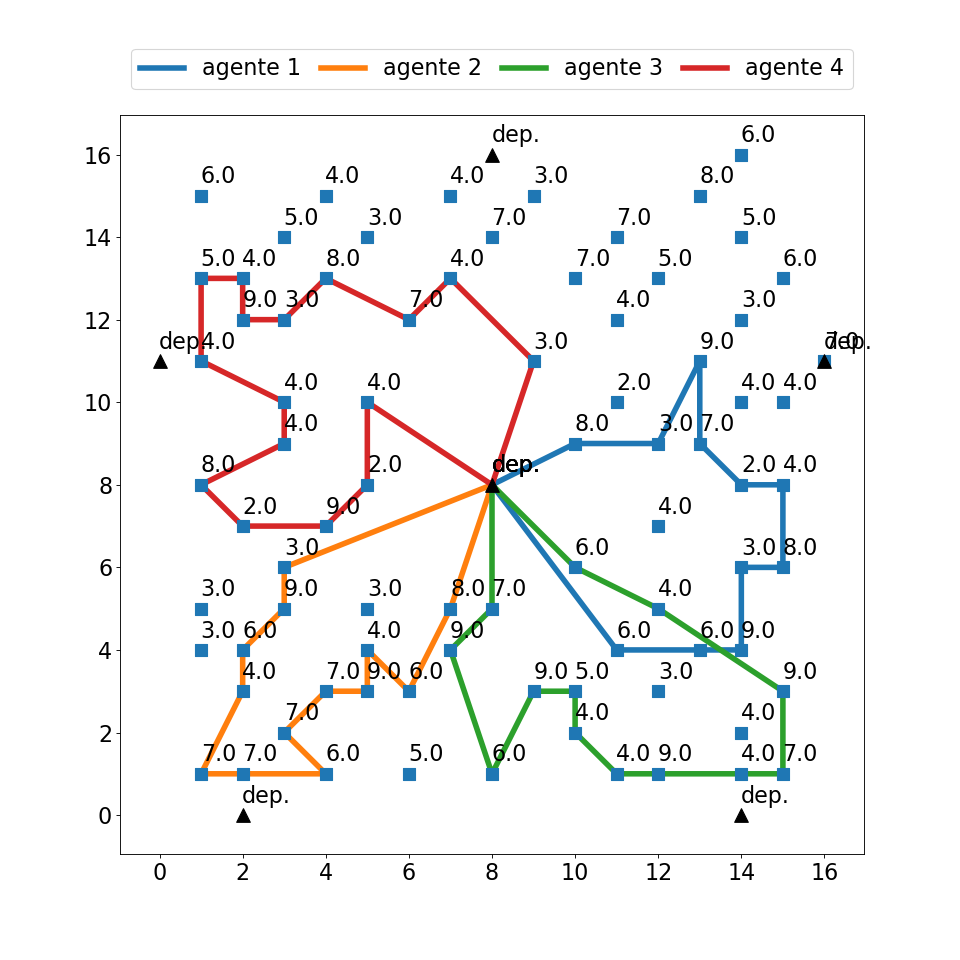 agente 1 agente 2 agente 3 agente 4
6.0
dep.
16
6.0 4.0 4.0 3.0 8.0
5.0 3.0 7.0 7.0 5.0
14
5.0 4.0 8.0 4.0 7.0 5.0 6.0
9.0 3.0 7.0 4.0 3.0
12
dep. 4.0 3.0 9.0 7.0 dep.
4.0 4.0 2.0 4.0 4.0
10
4.0 8.0 3.0 7.0
8.0 2.0 dep. 2.0 4.0
8
2.0 9.0 4.0
3.0 6.0 3.0 8.0
6
3.0 9.0 3.0 8.0 7.0 4.0
3.0 6.0 4.0 9.0 6.0 6.0 9.0
4
4.0 7.0 9.0 6.0 9.0 5.0 3.0 9.0
7.0 4.0 4.0
2
7.0 7.0 6.0 5.0 6.0 4.0 9.0 4.0 7.0
dep. dep.
0
0 2 4 6 8 10 12 14 16